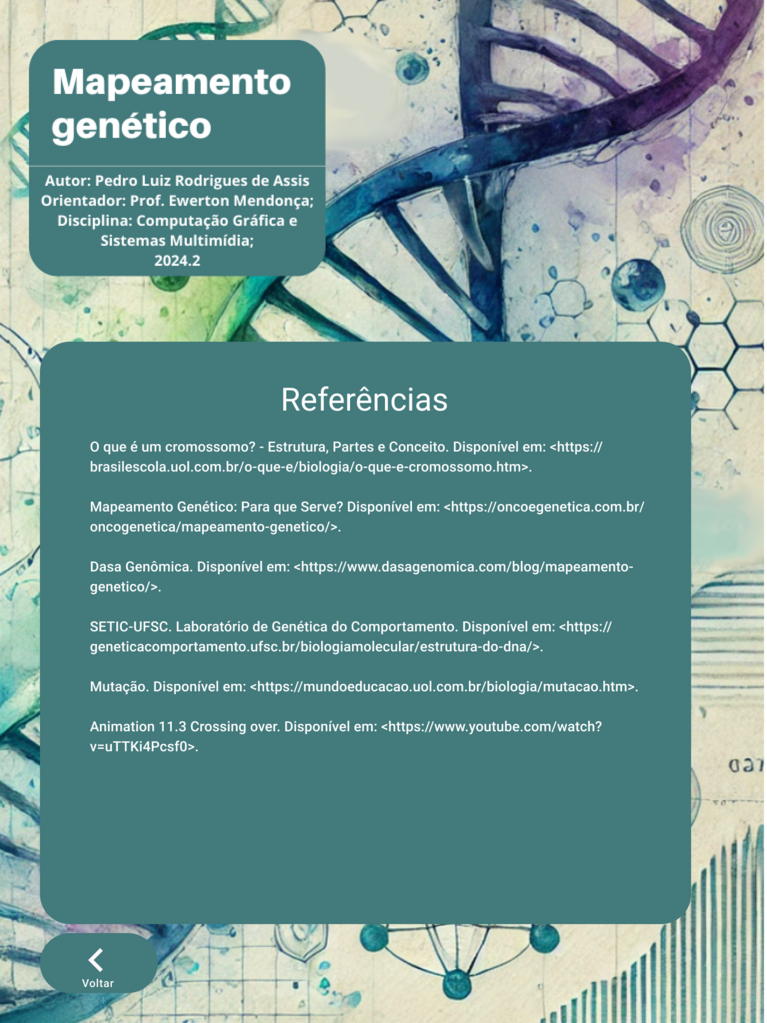 Mapeamento
genético
Autor: Pedro Luiz Rodrigues de Assis
Orientador: Prof. Ewerton Mendonça;
Disciplina: Computação Gráfica e
Sistemas Multimídia;
2024.2
Referências
O que é um cromossomo? - Estrutura, Partes e Conceito. Disponível em: <https://
brasilescola.uol.com.br/o-que-e/biologia/o-que-e-cromossomo.htm>.
Mapeamento Genético: Para que Serve? Disponível em: <https://oncoegenetica.com.br/
oncogenetica/mapeamento-genetico/>.
Dasa Genômica. Disponível em: <https://www.dasagenomica.com/blog/mapeamento-
genetico/>.
SETIC-UFSC. Laboratório de Genética do Comportamento. Disponível em: <https://
geneticacomportamento.ufsc.br/biologiamolecular/estrutura-do-dna/>.
Mutação. Disponível em: <https://mundoeducacao.uol.com.br/biologia/mutacao.htm>.
Animation 11.3 Crossing over. Disponível em: <https://www.youtube.com/watch?
v=uTTKi4Pcsf0>.
Voltar